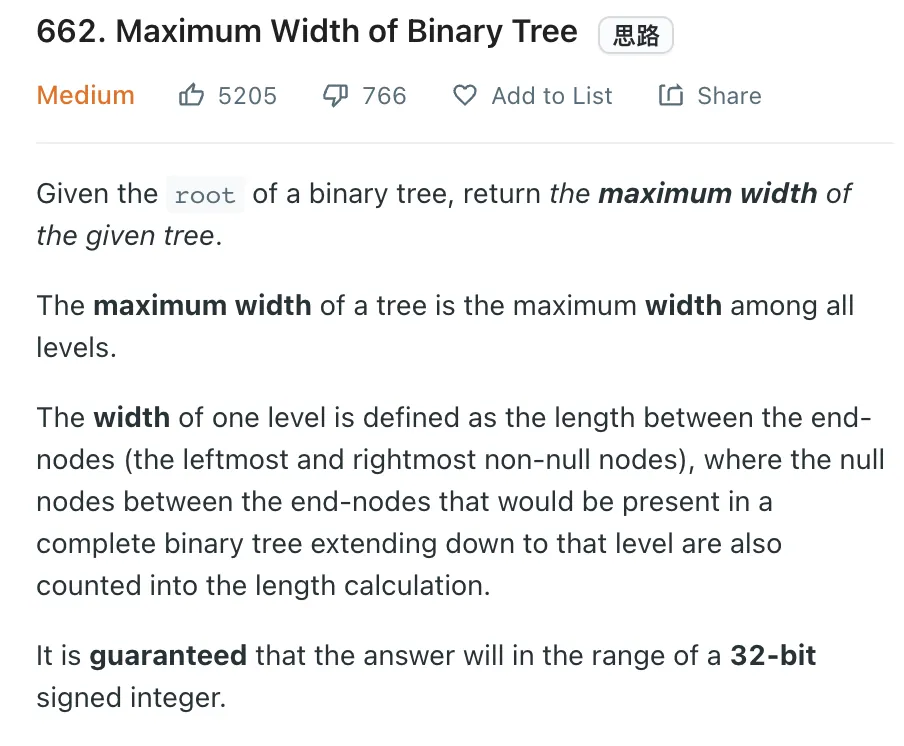 662. Maximum Width of Binary Tree 思路
Medium 5205 766 Add to List Share
Given the root of a binary tree, return the maximum width of
the given tree.
The maximum width of a tree is the maximum width among all
levels.
The width of one level is defined as the length between the end-
nodes (the leftmost and rightmost non-null nodes), where the null
nodes between the end-nodes that would be present in a
complete binary tree extending down to that level are also
counted into the length calculation.
It is guaranteed that the answer will in the range of a 32-bit
signed integer.